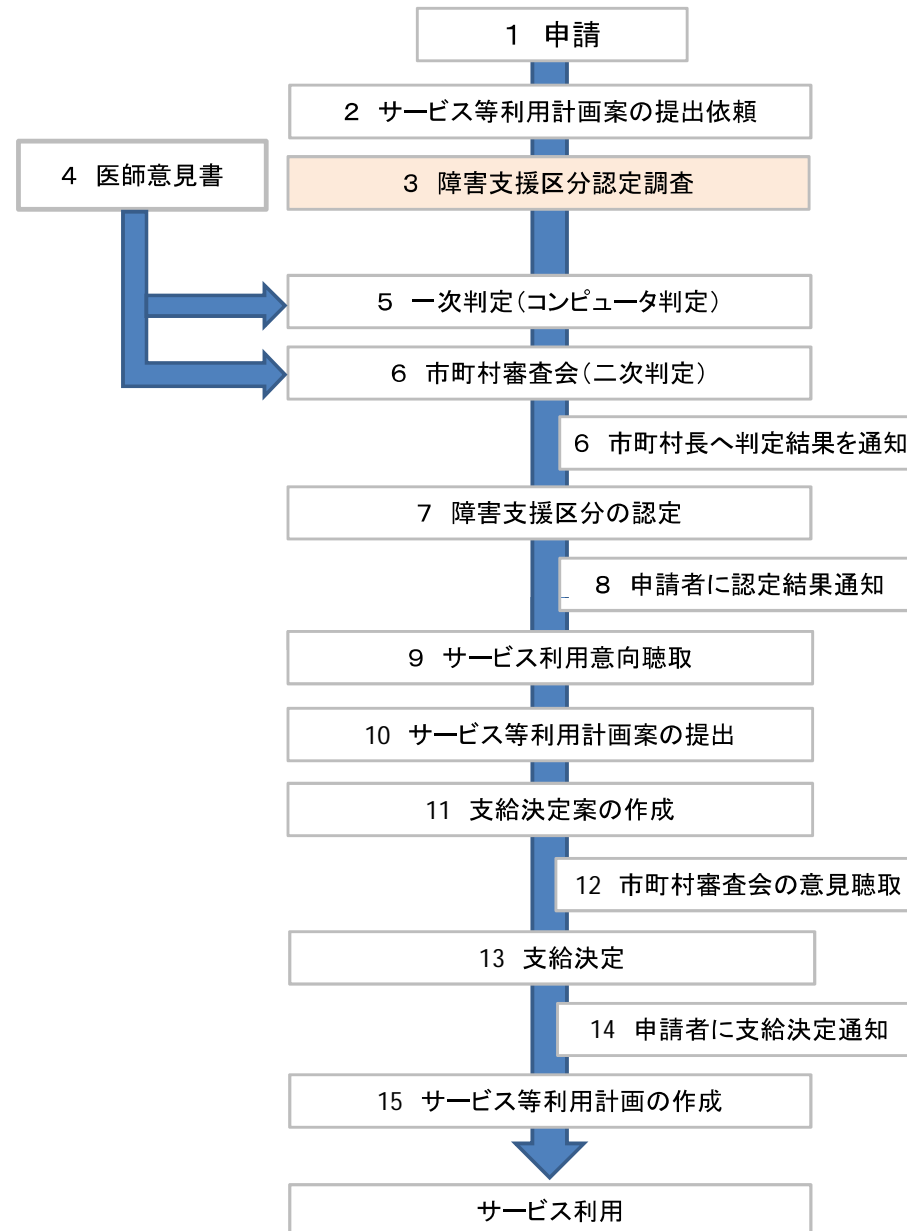 1 申請
２ サービス等利用計画案の提出依頼
４ 医師意見書
３ 障害支援区分認定調査
５ 一次判定（コンピュータ判定）
６ 市町村審査会（二次判定）
６ 市町村長へ判定結果を通知
７ 障害支援区分の認定
８ 申請者に認定結果通知
９ サービス利用意向聴取
10 サービス等利用計画案の提出
11 支給決定案の作成
12 市町村審査会の意見聴取
13 支給決定
14 申請者に支給決定通知
15 サービス等利用計画の作成
サービス利用